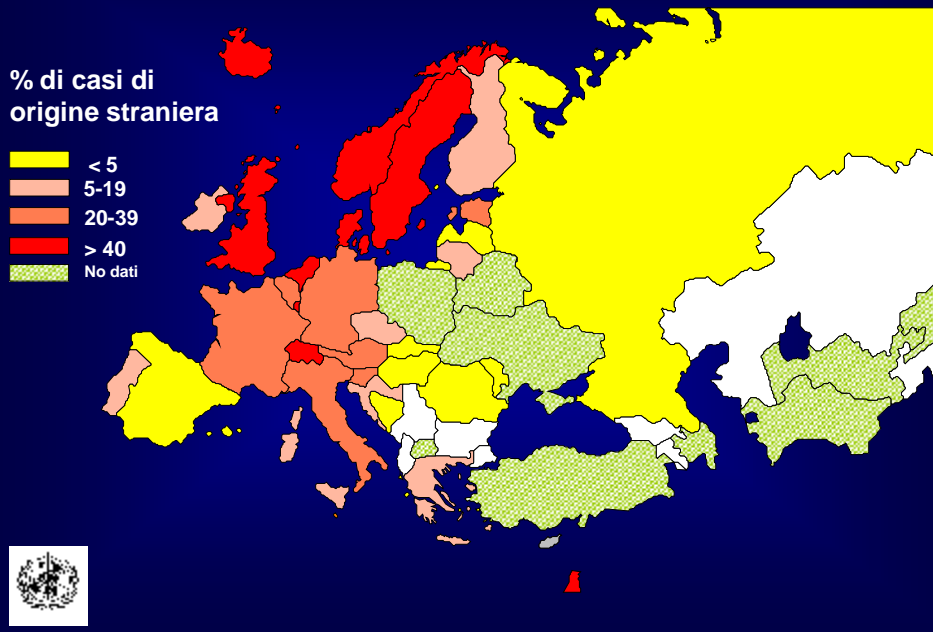 % di casi di
origine straniera
< 5
5-19
20-39
> 40
No dati